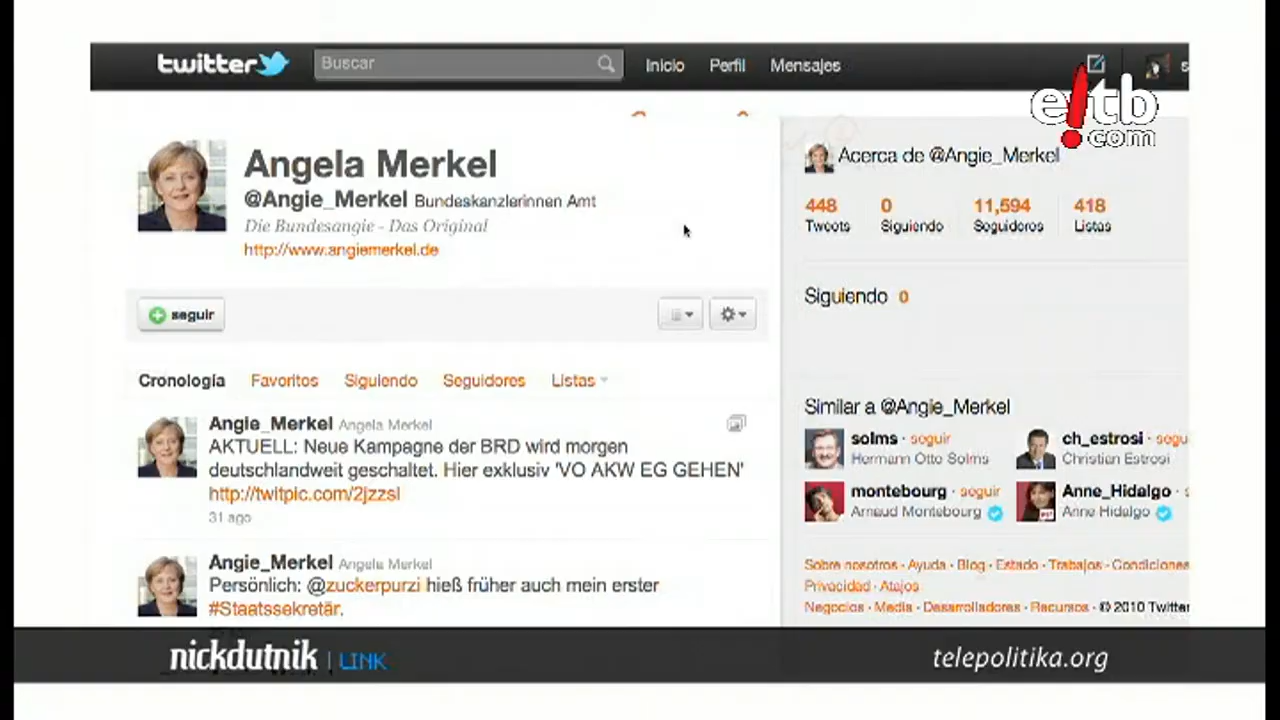 twitter Buscar Inicio Perfil Mensajes s
e!tb
.com
Angela Merkel
@Angie_Merkel Bundeskanzlerinnen Amt
Die Bundesangie - Das Original
http://www.angiemerkel.de
seguir
Cronología Favoritos Siguiendo Seguidores Listas
Angie_Merkel Angela Merkel
AKTUELL: Neue Kampagne der BRD wird morgen
deutschlandweit geschaltet. Hier exklusiv 'VO AKW EG GEHEN'
http://twitpic.com/2jzzsl
31 ago
Angie_Merkel Angela Merkel
Persönlich: @zuckerpurzi hieß früher auch mein erster
#Staatssekretär.
Acerca de @Angie_Merkel
448 0 11,594 418
Tweets Siguiendo Seguidores Listas
Siguiendo 0
Similar a @Angie_Merkel
solms · seguir ch_estrosi · segu
Hermann Otto Solms Christian Estrosi
montebourg · seguir Anne_Hidalgo · s
Arnaud Montebourg Anne Hidalgo
Sobre nosotros · Ayuda · Blog · Estado · Trabajos · Condiciones
Privacidad · Atajos
Negocios · Media · Desarrolladores · Recursos · © 2010 Twitter
nickdutnik | LINK telepolitika.org